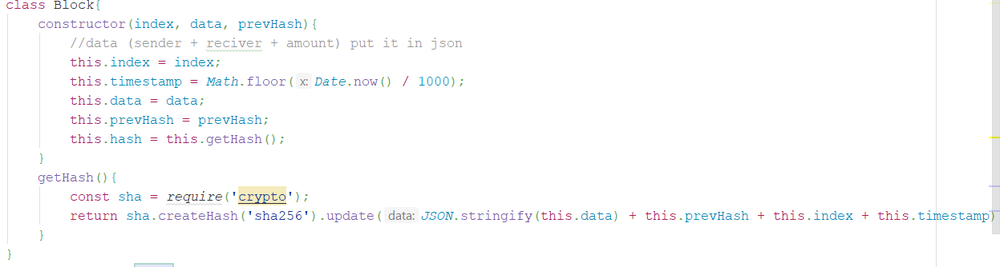 class Block{
    constructor(index, data, prevHash){
        //data (sender + reciver + amount) put it in json
        this.index = index;
        this.timestamp = Math.floor( x: Date.now() / 1000);
        this.data = data;
        this.prevHash = prevHash;
        this.hash = this.getHash();
    }
    getHash(){
        const sha = require('crypto');
        return sha.createHash('sha256').update( data: JSON.stringify(this.data) + this.prevHash + this.index + this.timestamp)
    }
}